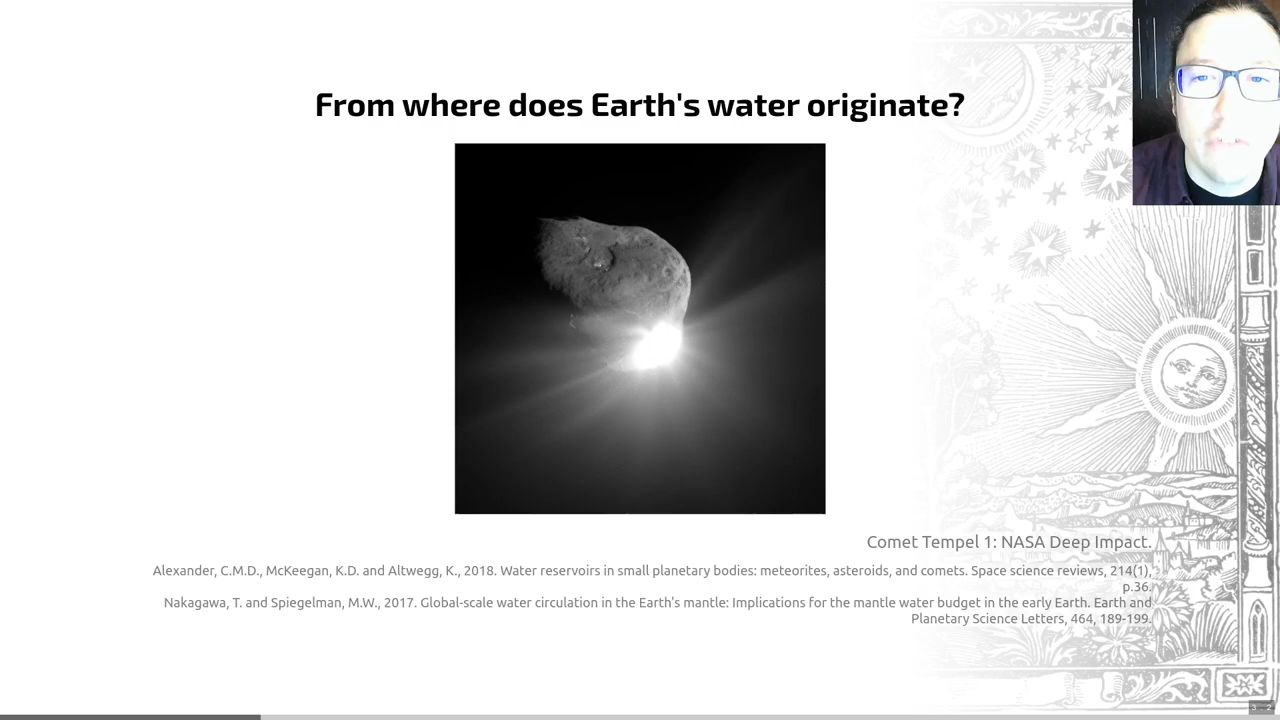 From where does Earth's water originate?
Comet Tempel 1: NASA Deep Impact.
Alexander, C.M.D., McKeegan, K.D. and Altwegg, K., 2018. Water reservoirs in small planetary bodies: meteorites, asteroids, and comets. Space science reviews, 214(1),
p.36.
Nakagawa, T. and Spiegelman, M.W., 2017. Global-scale water circulation in the Earth's mantle: Implications for the mantle water budget in the early Earth. Earth and
Planetary Science Letters, 464, 189-199.